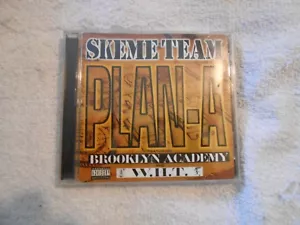 SKEME TEAM
PLAN-A
BROOKLYN ACADEMY
W.H.T.